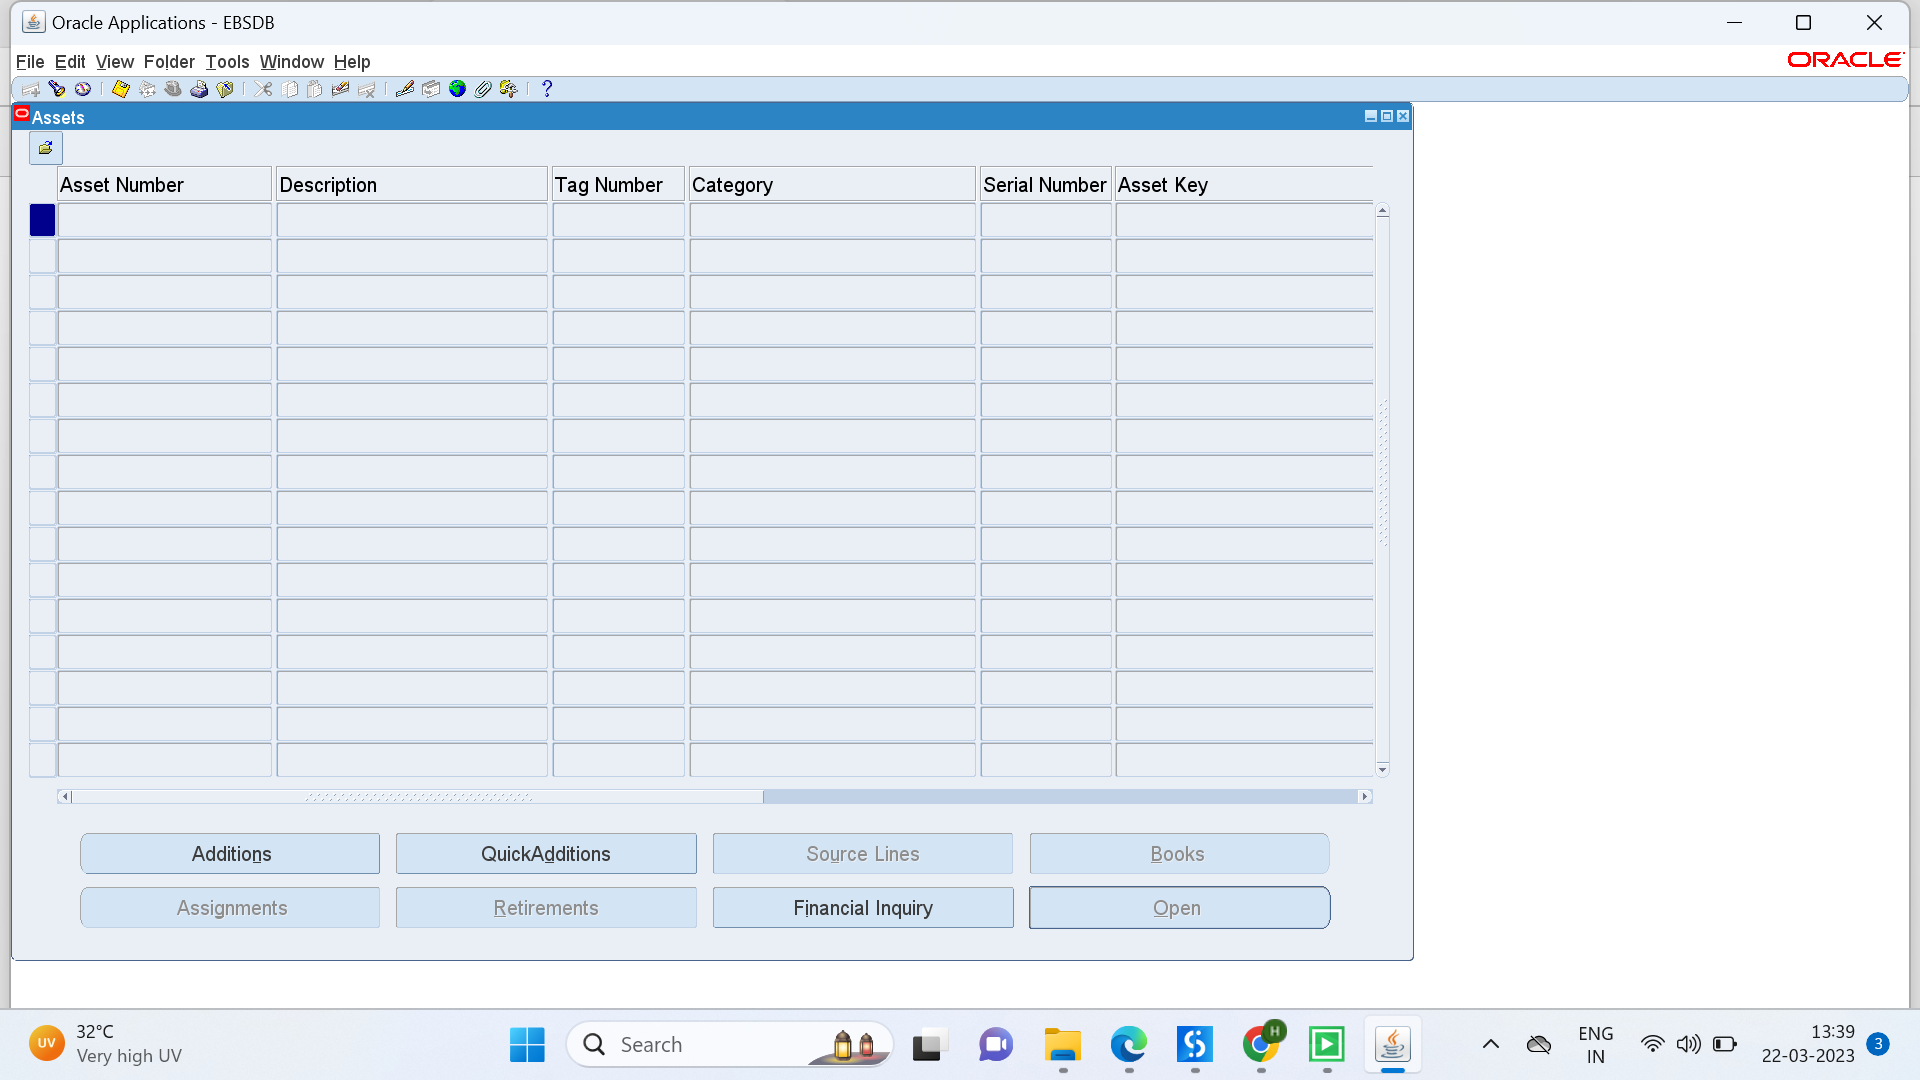 Oracle Applications - EBSDB
File Edit View Folder Tools Window Help
ORACLE
Assets
Asset Number Description Tag Number Category Serial Number Asset Key
Additions QuickAdditions Source Lines Books
Assignments Retirements Financial Inquiry Open
UV
32°C
Very high UV
Search
H
ENG
IN
13:39
22-03-2023
3